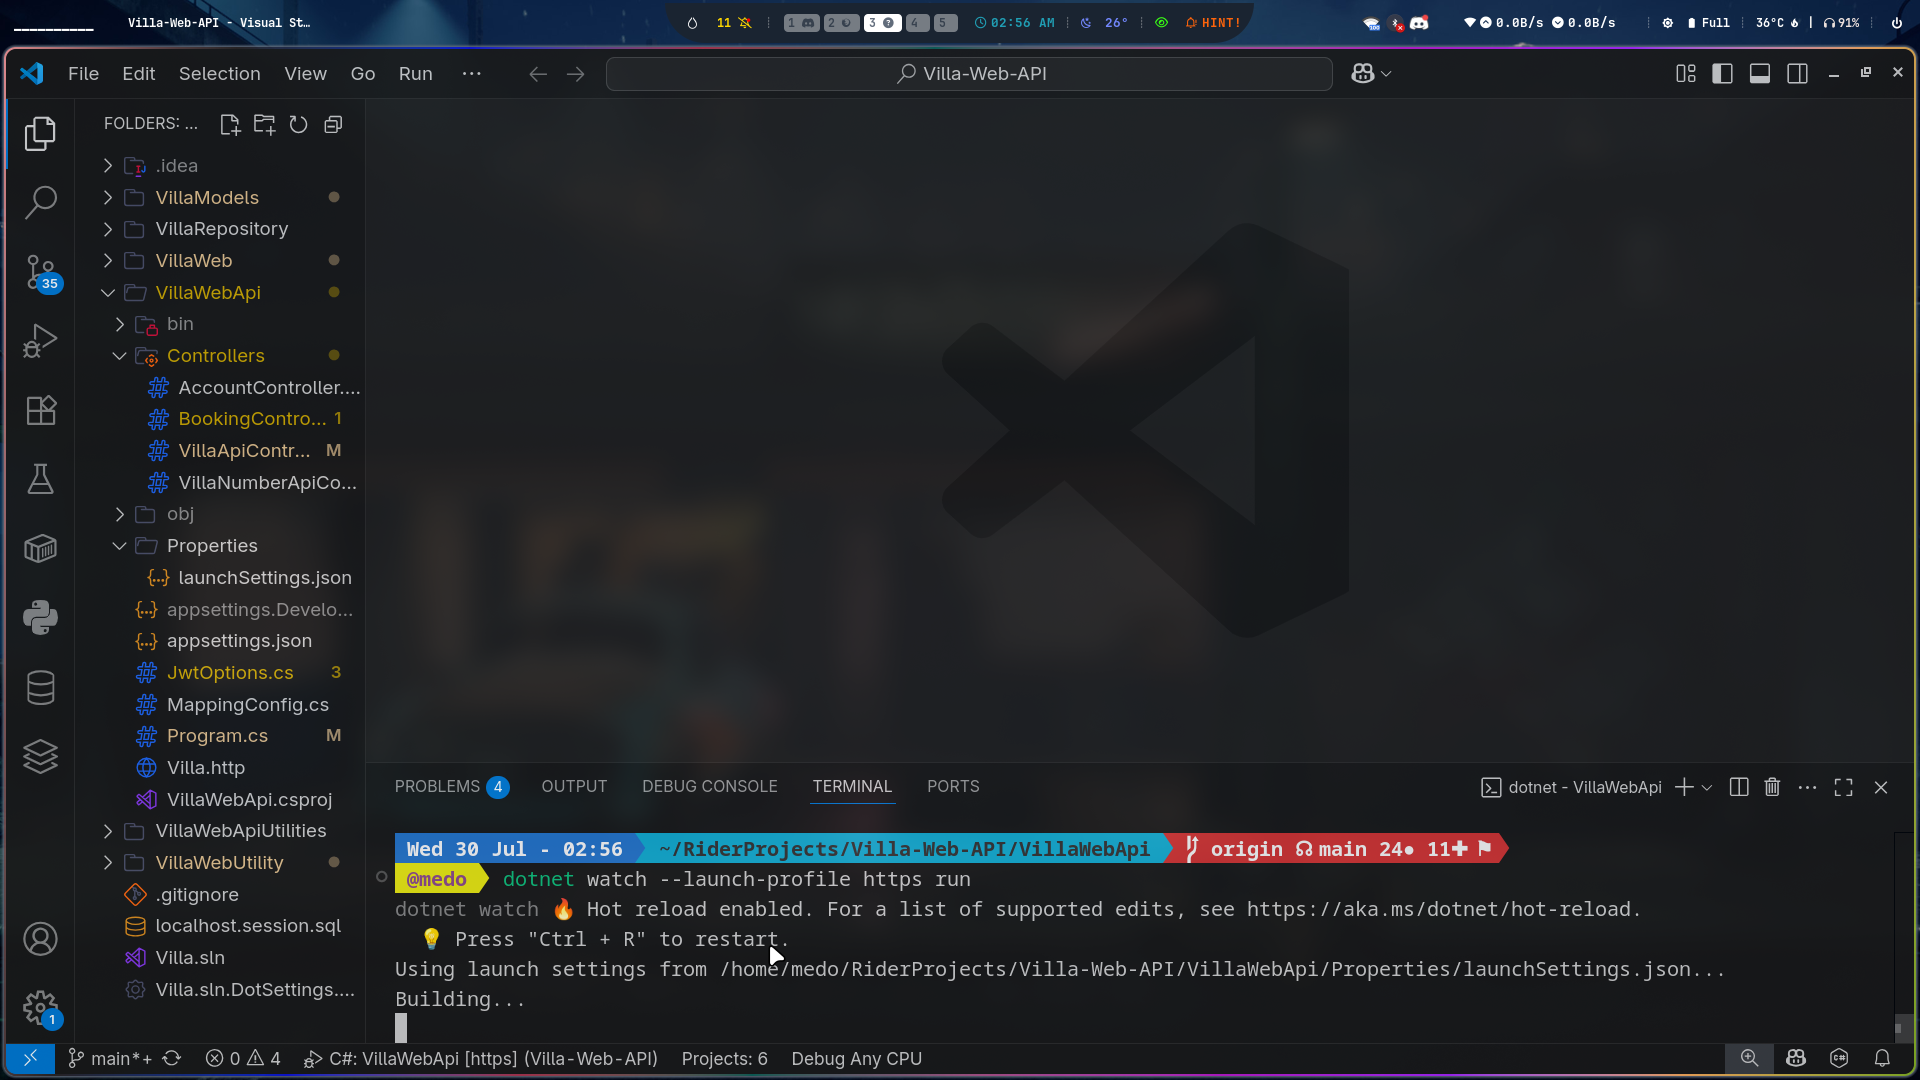 Villa-Web-API - Visual St…
11
1 2 3 4 5
02:56 AM
26°
HINT!
0.0B/s 0.0B/s
Full
36°C
91%
File Edit Selection View Go Run ···
Villa-Web-API
FOLDERS: ...
.idea
VillaModels
VillaRepository
VillaWeb
VillaWebApi
bin
Controllers
AccountController....
BookingContro... 1
VillaApiContr... M
VillaNumberApiCo...
obj
Properties
launchSettings.json
appsettings.Develo...
appsettings.json
JwtOptions.cs 3
MappingConfig.cs
Program.cs M
Villa.http
VillaWebApi.csproj
VillaWebApiUtilities
VillaWebUtility
.gitignore
localhost.session.sql
Villa.sln
Villa.sln.DotSettings....
35
1
PROBLEMS 4 OUTPUT DEBUG CONSOLE TERMINAL PORTS
dotnet - VillaWebApi
Wed 30 Jul - 02:56 ~/RiderProjects/Villa-Web-API/VillaWebApi origin main 24● 11✚ ⚑
@medo dotnet watch --launch-profile https run
dotnet watch 🔥 Hot reload enabled. For a list of supported edits, see https://aka.ms/dotnet/hot-reload.
💡 Press "Ctrl + R" to restart.
Using launch settings from /home/medo/RiderProjects/Villa-Web-API/VillaWebApi/Properties/launchSettings.json...
Building...
main*+ 0 4 C#: VillaWebApi [https] (Villa-Web-API) Projects: 6 Debug Any CPU